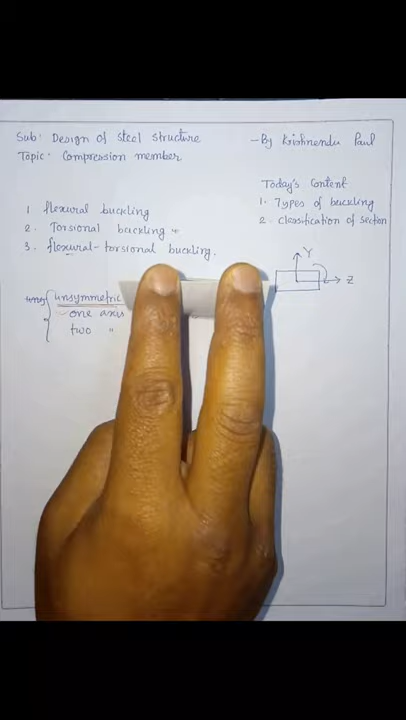 Sub: Design of steel structure
- By Krishnendu Paul
Topic: Compression member
Today's Content
1. Types of buckling
2. Classification of section
1 flexural buckling
2. Torsional buckling
3. flexural-torsional buckling.
Y
Z
unsymmetric
one axis
two "